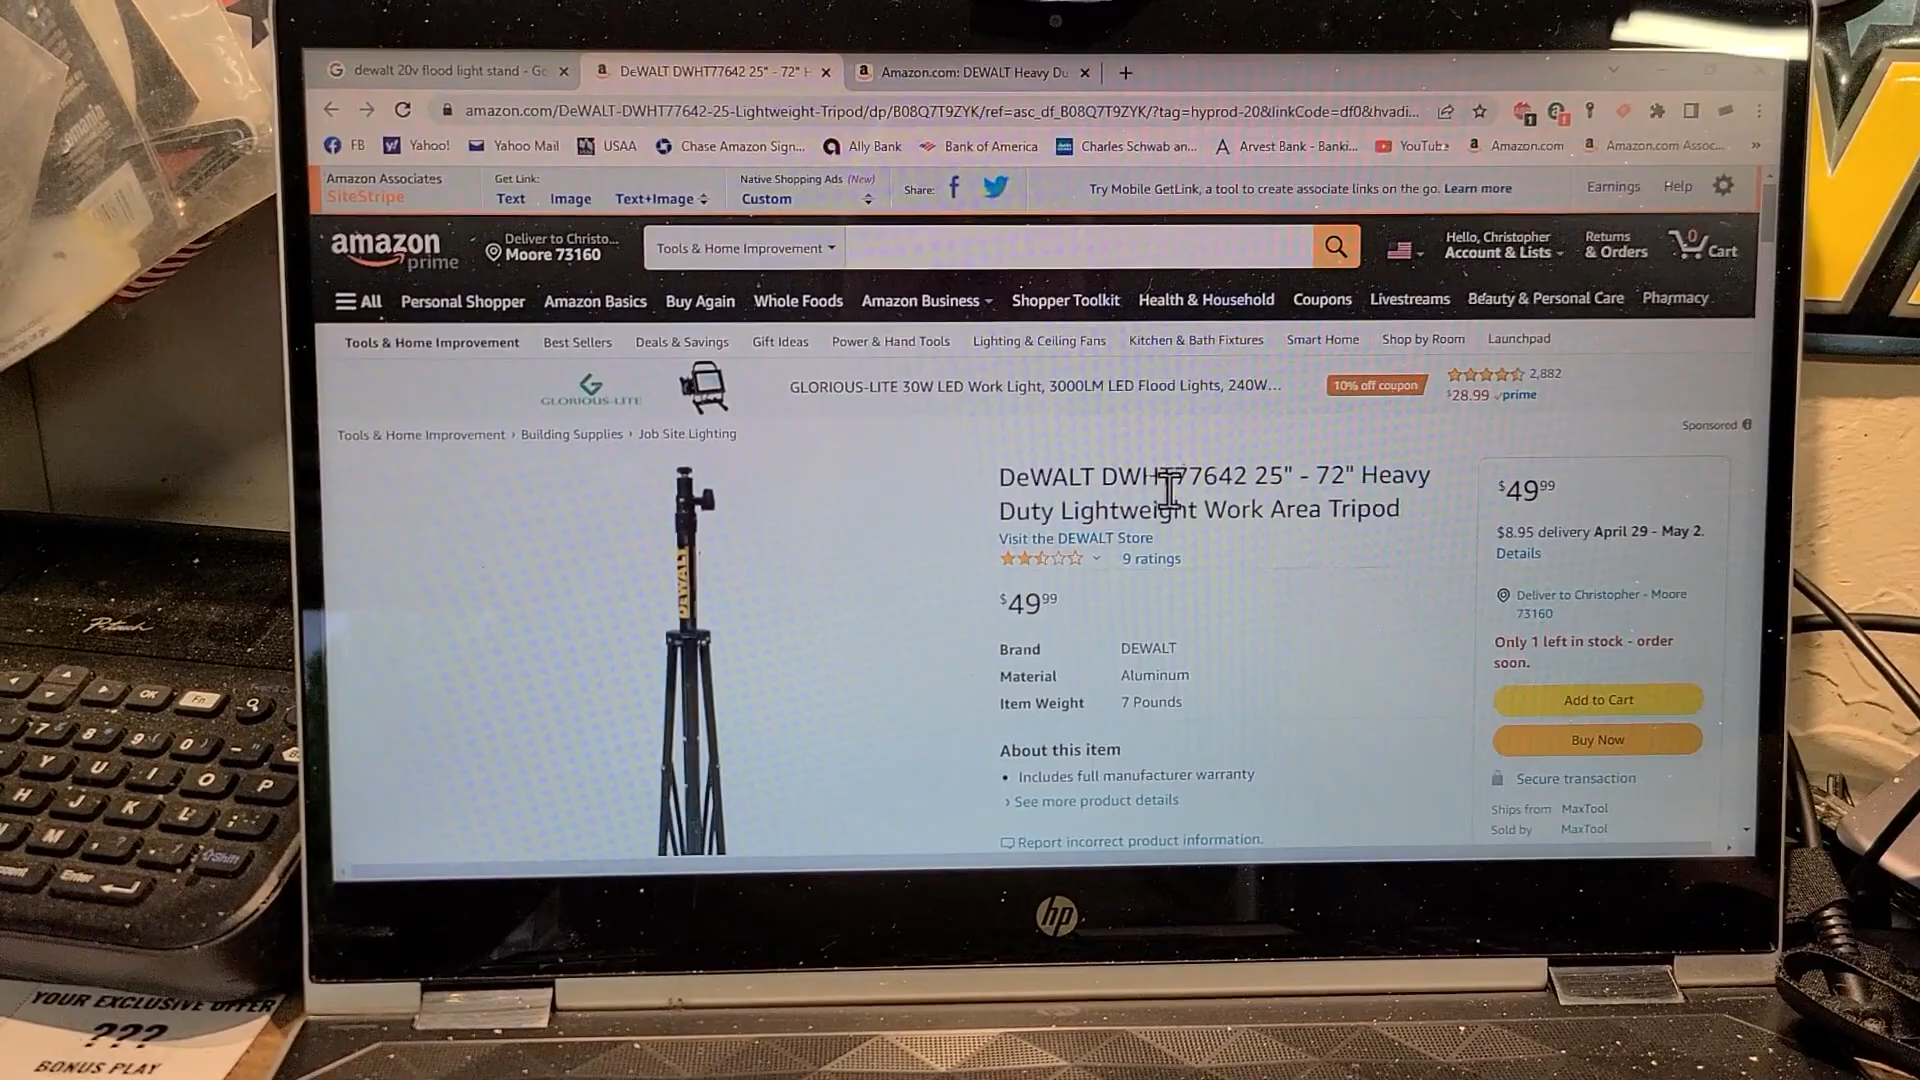 dewalt 20v flood light stand - Go
DeWALT DWHT77642 25" - 72" H
Amazon.com: DEWALT Heavy Du
amazon.com/DeWALT-DWHT77642-25-Lightweight-Tripod/dp/B08Q7T9ZYK/ref=asc_df_B08Q7T9ZYK/?tag=hyprod-20&linkCode=df0&hvadi...
FB
Yahoo!
Yahoo Mail
USAA
Chase Amazon Sign...
Ally Bank
Bank of America
Charles Schwab an...
Arvest Bank - Banki...
YouTube
Amazon.com
Amazon.com Assoc...
Amazon Associates
SiteStripe
Get Link:
Text Image Text+Image
Native Shopping Ads (New)
Custom
Share:
Try Mobile GetLink, a tool to create associate links on the go. Learn more
Earnings Help
amazon
prime
Deliver to Christo...
Moore 73160
Tools & Home Improvement
Hello, Christopher
Account & Lists
Returns
& Orders
0
Cart
All Personal Shopper Amazon Basics Buy Again Whole Foods Amazon Business Shopper Toolkit Health & Household Coupons Livestreams Beauty & Personal Care Pharmacy
Tools & Home Improvement Best Sellers Deals & Savings Gift Ideas Power & Hand Tools Lighting & Ceiling Fans Kitchen & Bath Fixtures Smart Home Shop by Room Launchpad
GLORIOUS-LITE
GLORIOUS-LITE 30W LED Work Light, 3000LM LED Flood Lights, 240W...
10% off coupon
2,882
$28.99 prime
Sponsored
Tools & Home Improvement › Building Supplies › Job Site Lighting
DEWALT
DeWALT DWHT77642 25" - 72" Heavy
Duty Lightweight Work Area Tripod
Visit the DEWALT Store
9 ratings
$49.99
Brand DEWALT
Material Aluminum
Item Weight 7 Pounds
About this item
• Includes full manufacturer warranty
› See more product details
Report incorrect product information.
$49.99
$8.95 delivery April 29 - May 2.
Details
Deliver to Christopher - Moore
73160
Only 1 left in stock - order
soon.
Add to Cart
Buy Now
Secure transaction
Ships from MaxTool
Sold by MaxTool
hp
P-touch
OK Fn
7 8 9 0
Y U I O P
H J K L
M
Shift
Enter
YOUR EXCLUSIVE OFFER
???
BONUS PLAY